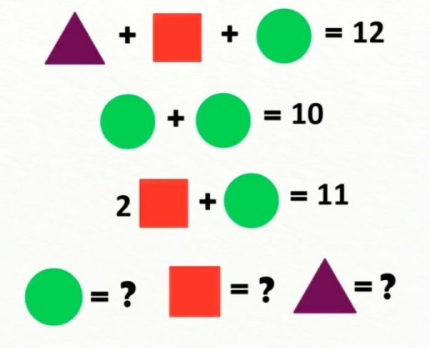 + + = 12
+ = 10
2 + = 11
= ? = ? = ?